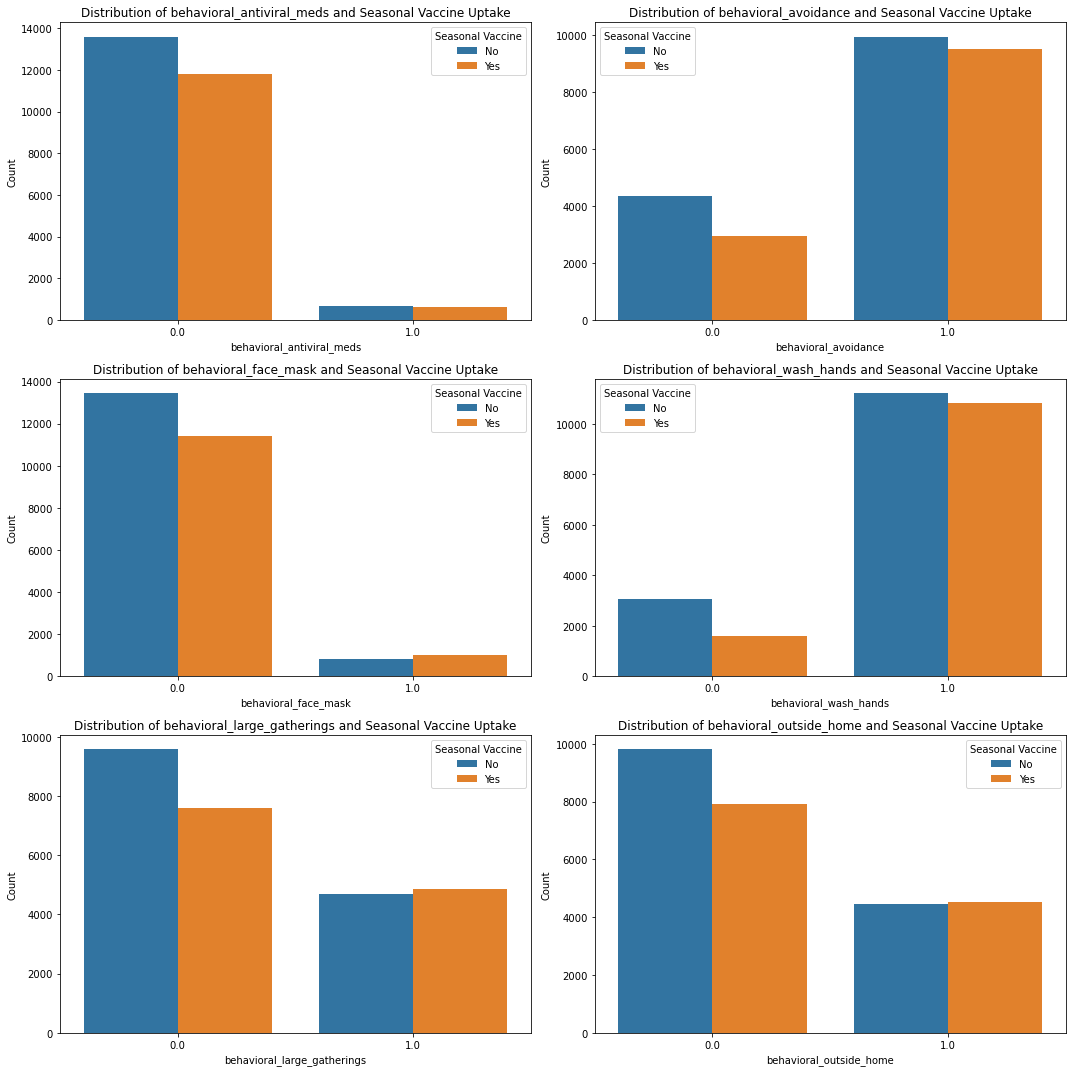 Distribution of behavioral_antiviral_meds and Seasonal Vaccine Uptake
14000
12000
10000
8000
6000
4000
2000
0
Count
Seasonal Vaccine
No
Yes
0.0
1.0
behavioral_antiviral_meds
Distribution of behavioral_avoidance and Seasonal Vaccine Uptake
10000
8000
6000
4000
2000
0
Count
Seasonal Vaccine
No
Yes
0.0
1.0
behavioral_avoidance
Distribution of behavioral_face_mask and Seasonal Vaccine Uptake
14000
12000
10000
8000
6000
4000
2000
0
Count
Seasonal Vaccine
No
Yes
0.0
1.0
behavioral_face_mask
Distribution of behavioral_wash_hands and Seasonal Vaccine Uptake
10000
8000
6000
4000
2000
0
Count
Seasonal Vaccine
No
Yes
0.0
1.0
behavioral_wash_hands
Distribution of behavioral_large_gatherings and Seasonal Vaccine Uptake
10000
8000
6000
4000
2000
0
Count
Seasonal Vaccine
No
Yes
0.0
1.0
behavioral_large_gatherings
Distribution of behavioral_outside_home and Seasonal Vaccine Uptake
10000
8000
6000
4000
2000
0
Count
Seasonal Vaccine
No
Yes
0.0
1.0
behavioral_outside_home